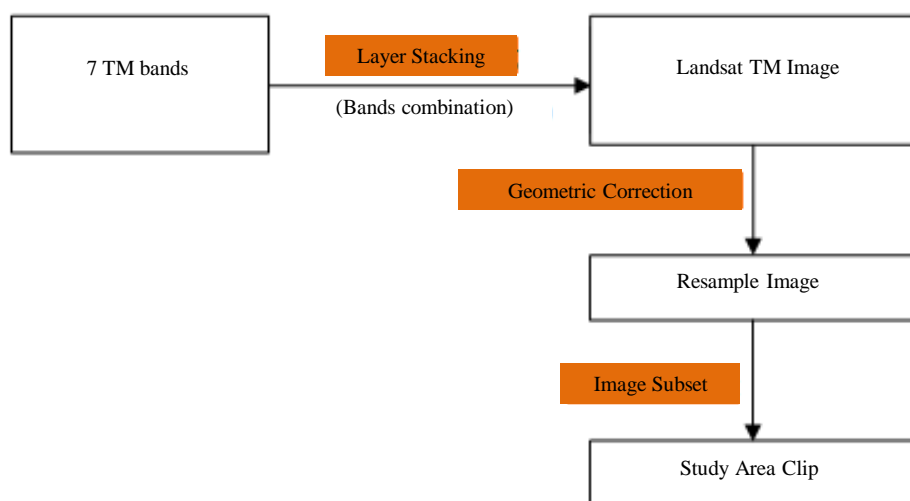 7 TM bands
Layer Stacking
(Bands combination)
Landsat TM Image
Geometric Correction
Resample Image
Image Subset
Study Area Clip